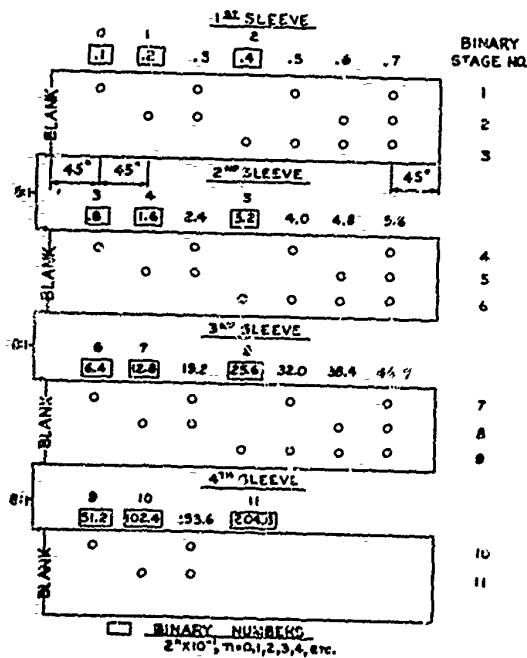 1ST SLEEVE
0 1 2
.1 .2 .3 .4 .5 .6 .7
BINARY
STAGE NO.
BLANK
1
2
3
45° 45° 2ND SLEEVE 45°
3 4 5
.8 1.6 2.4 3.2 4.0 4.8 5.6
BLANK
4
5
6
3RD SLEEVE
6 7
6.4 12.8 19.2 25.6 32.0 38.4
BLANK
7
8
9
4TH SLEEVE
8:1
9 10 11
51.2 102.4 153.6
BLANK
10
11
BINARY NUMBERS
2ⁿX10⁻¹, n=0,1,2,3,4, ETC.